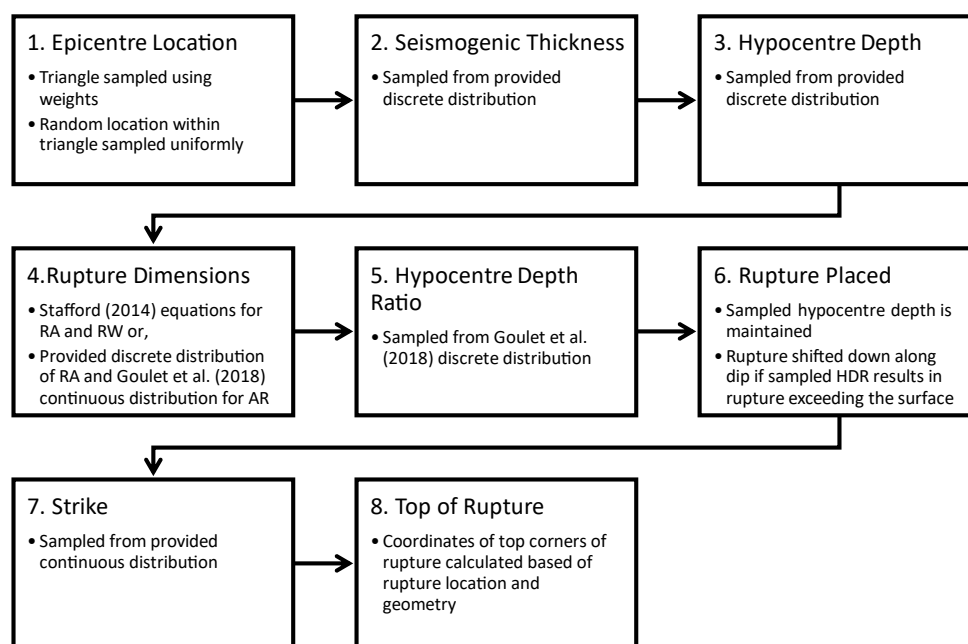 1. Epicentre Location
• Triangle sampled using
weights
• Random location within
triangle sampled uniformly
2. Seismogenic Thickness
• Sampled from provided
discrete distribution
3. Hypocentre Depth
• Sampled from provided
discrete distribution
4.Rupture Dimensions
• Stafford (2014) equations for
RA and RW or,
• Provided discrete distribution
of RA and Goulet et al. (2018)
continuous distribution for AR
5. Hypocentre Depth
Ratio
• Sampled from Goulet et al.
(2018) discrete distribution
6. Rupture Placed
• Sampled hypocentre depth is
maintained
• Rupture shifted down along
dip if sampled HDR results in
rupture exceeding the surface
7. Strike
• Sampled from provided
continuous distribution
8. Top of Rupture
• Coordinates of top corners of
rupture calculated based of
rupture location and
geometry